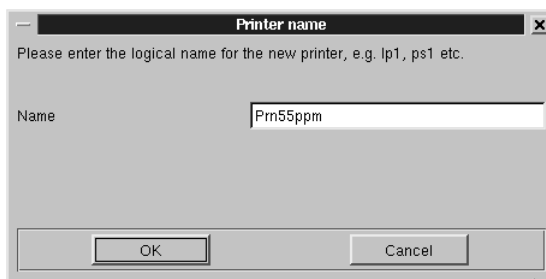 Printer name
Please enter the logical name for the new printer, e.g. lp1, ps1 etc.
Name
Prn55ppm
OK
Cancel